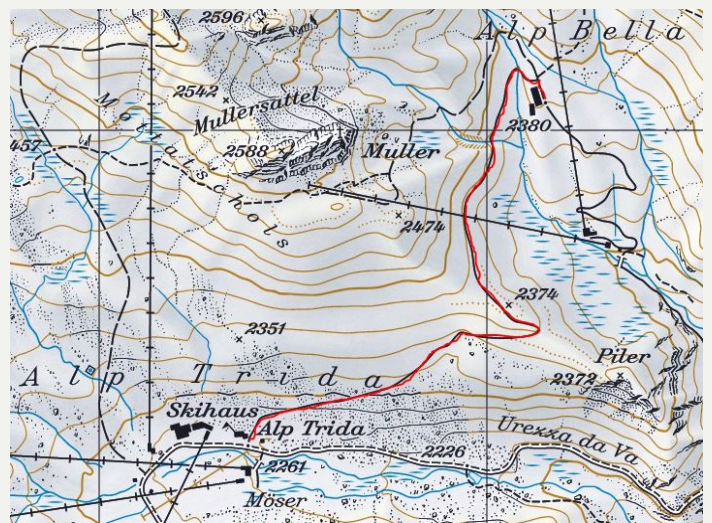 2596
Alp Bella
2542
Mullersattel
Mottatschols
2380
457
2588
Muller
2474
2374
2351
Piler
Alp Trida
2372
Skihaus
Alp Trida
Urezza da Va
2226
2261
Möser